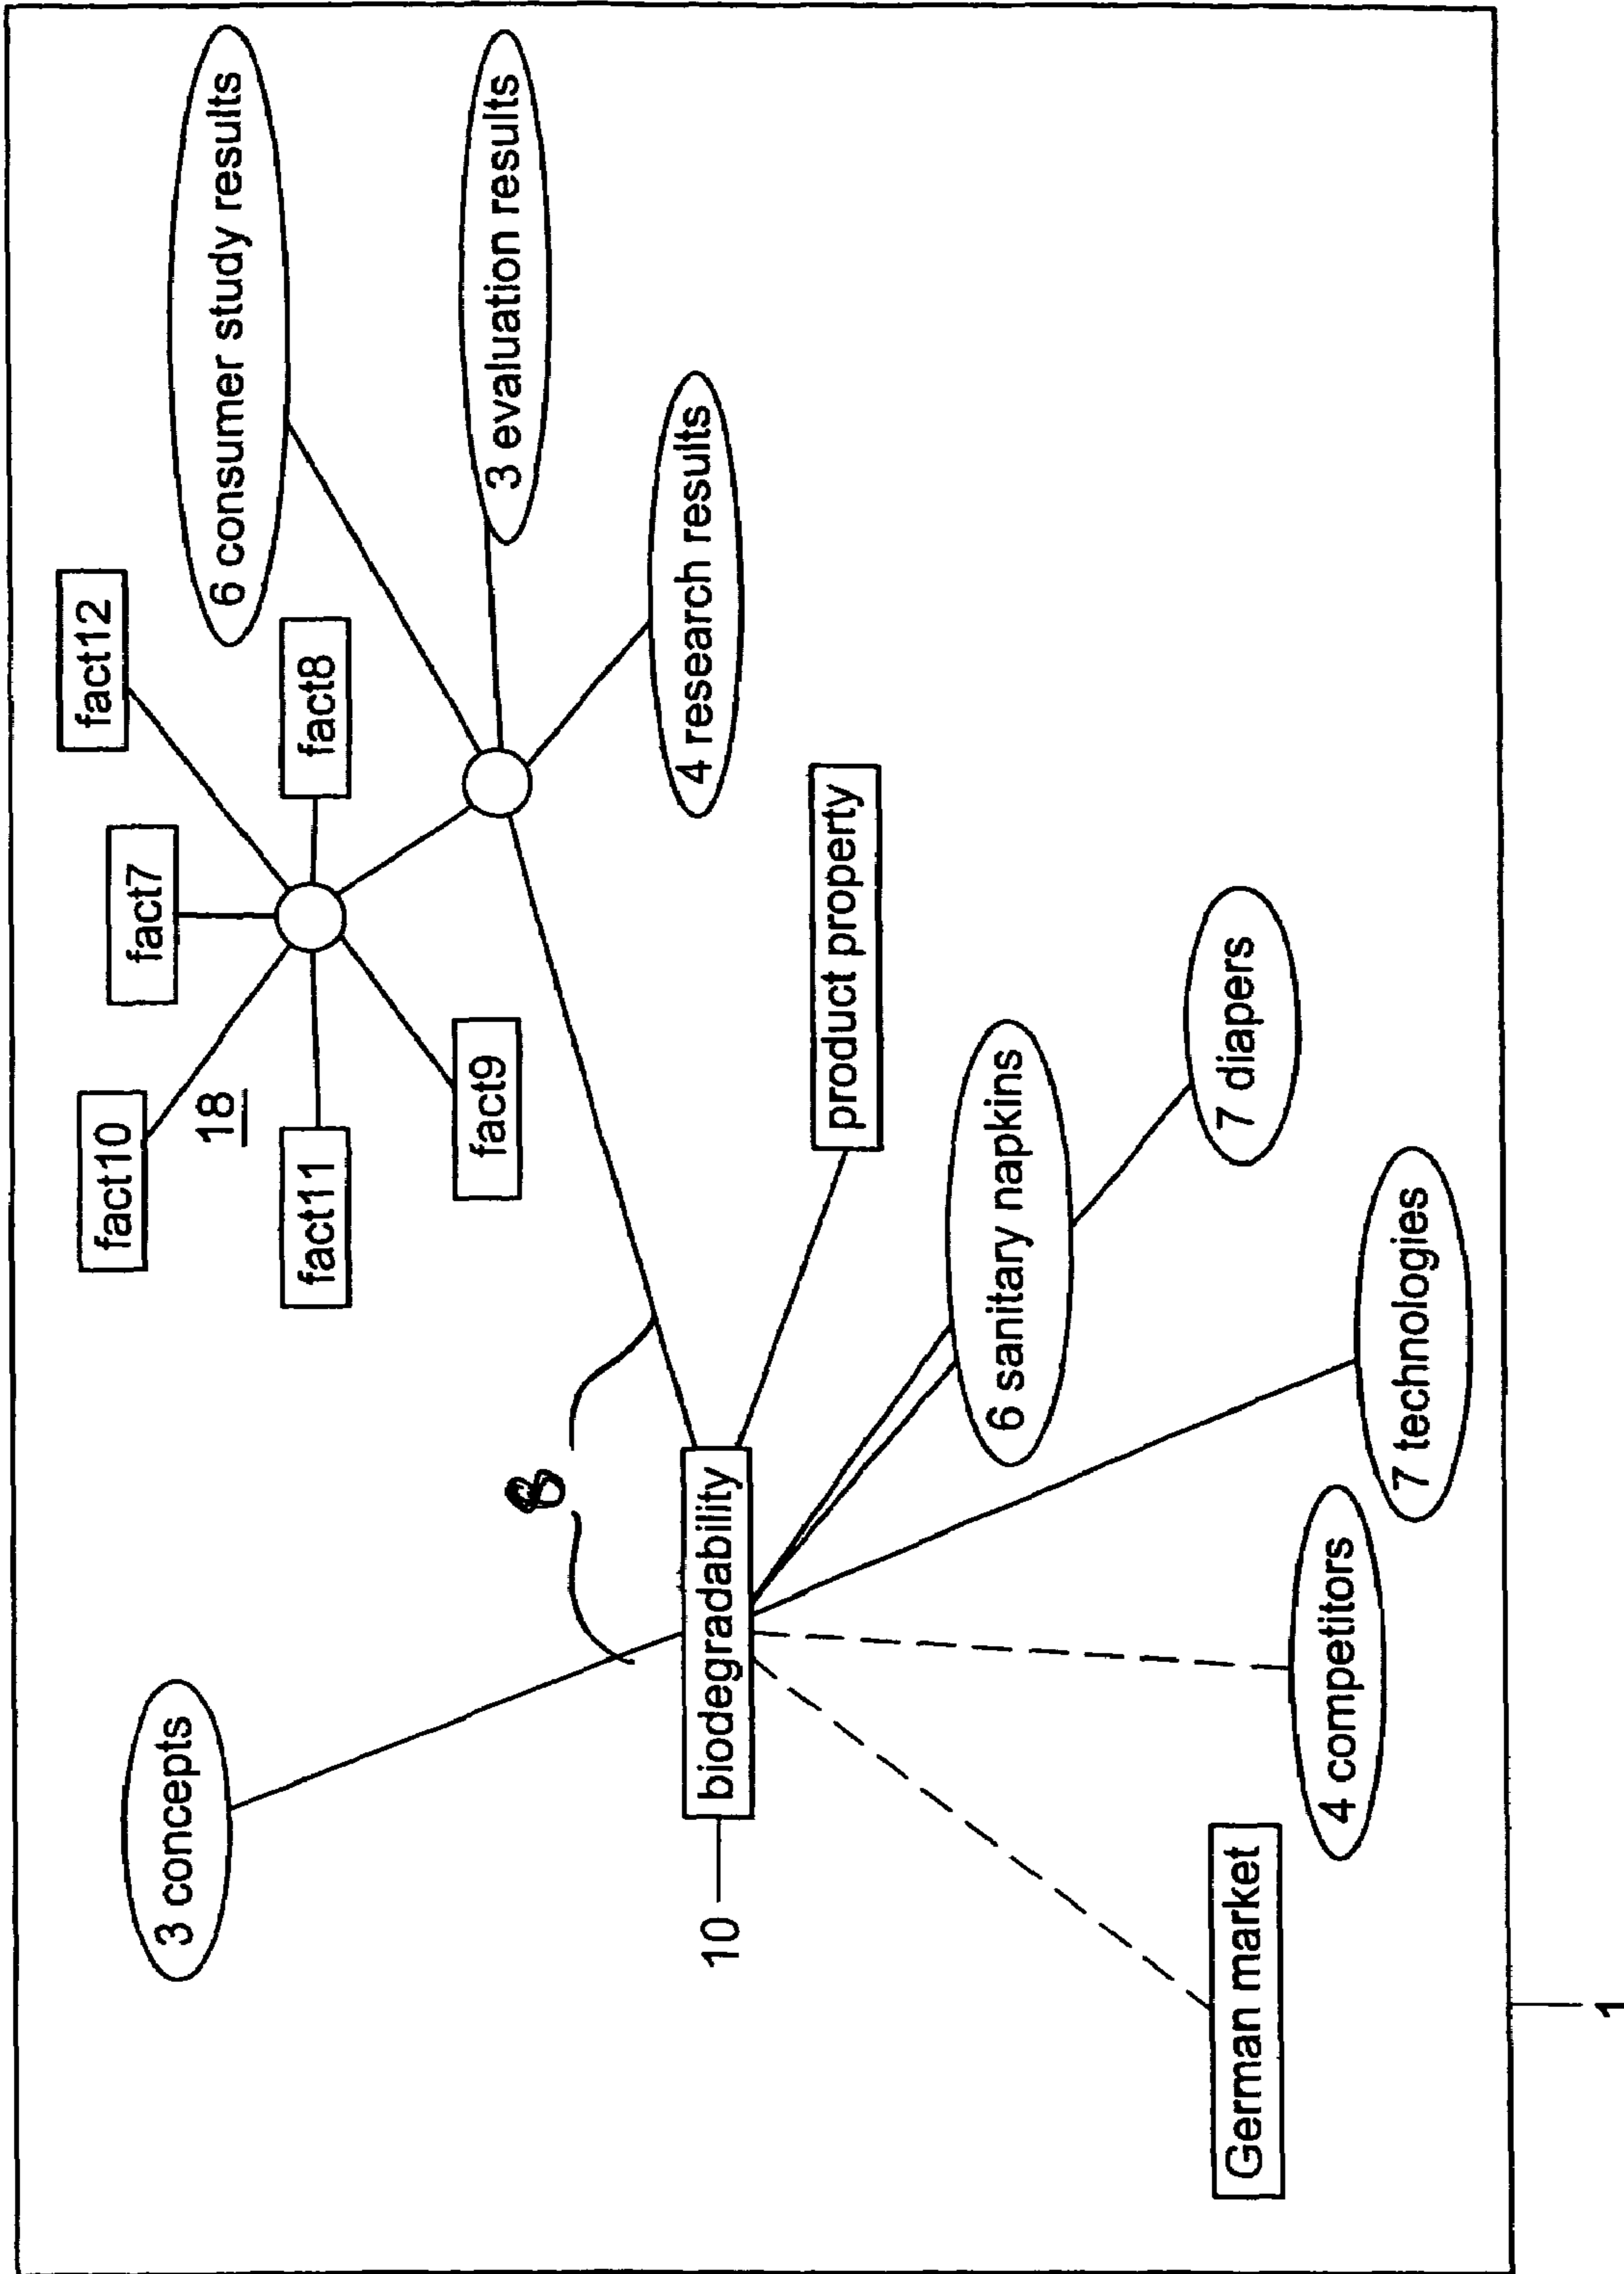 6 consumer study results
fact12
fact7
fact8
fact10
18
3 evaluation results
fact11
fact9
3 concepts
4 research results
8
10
biodegradability
product property
6 sanitary napkins
7 diapers
German market
4 competitors
7 technologies
1